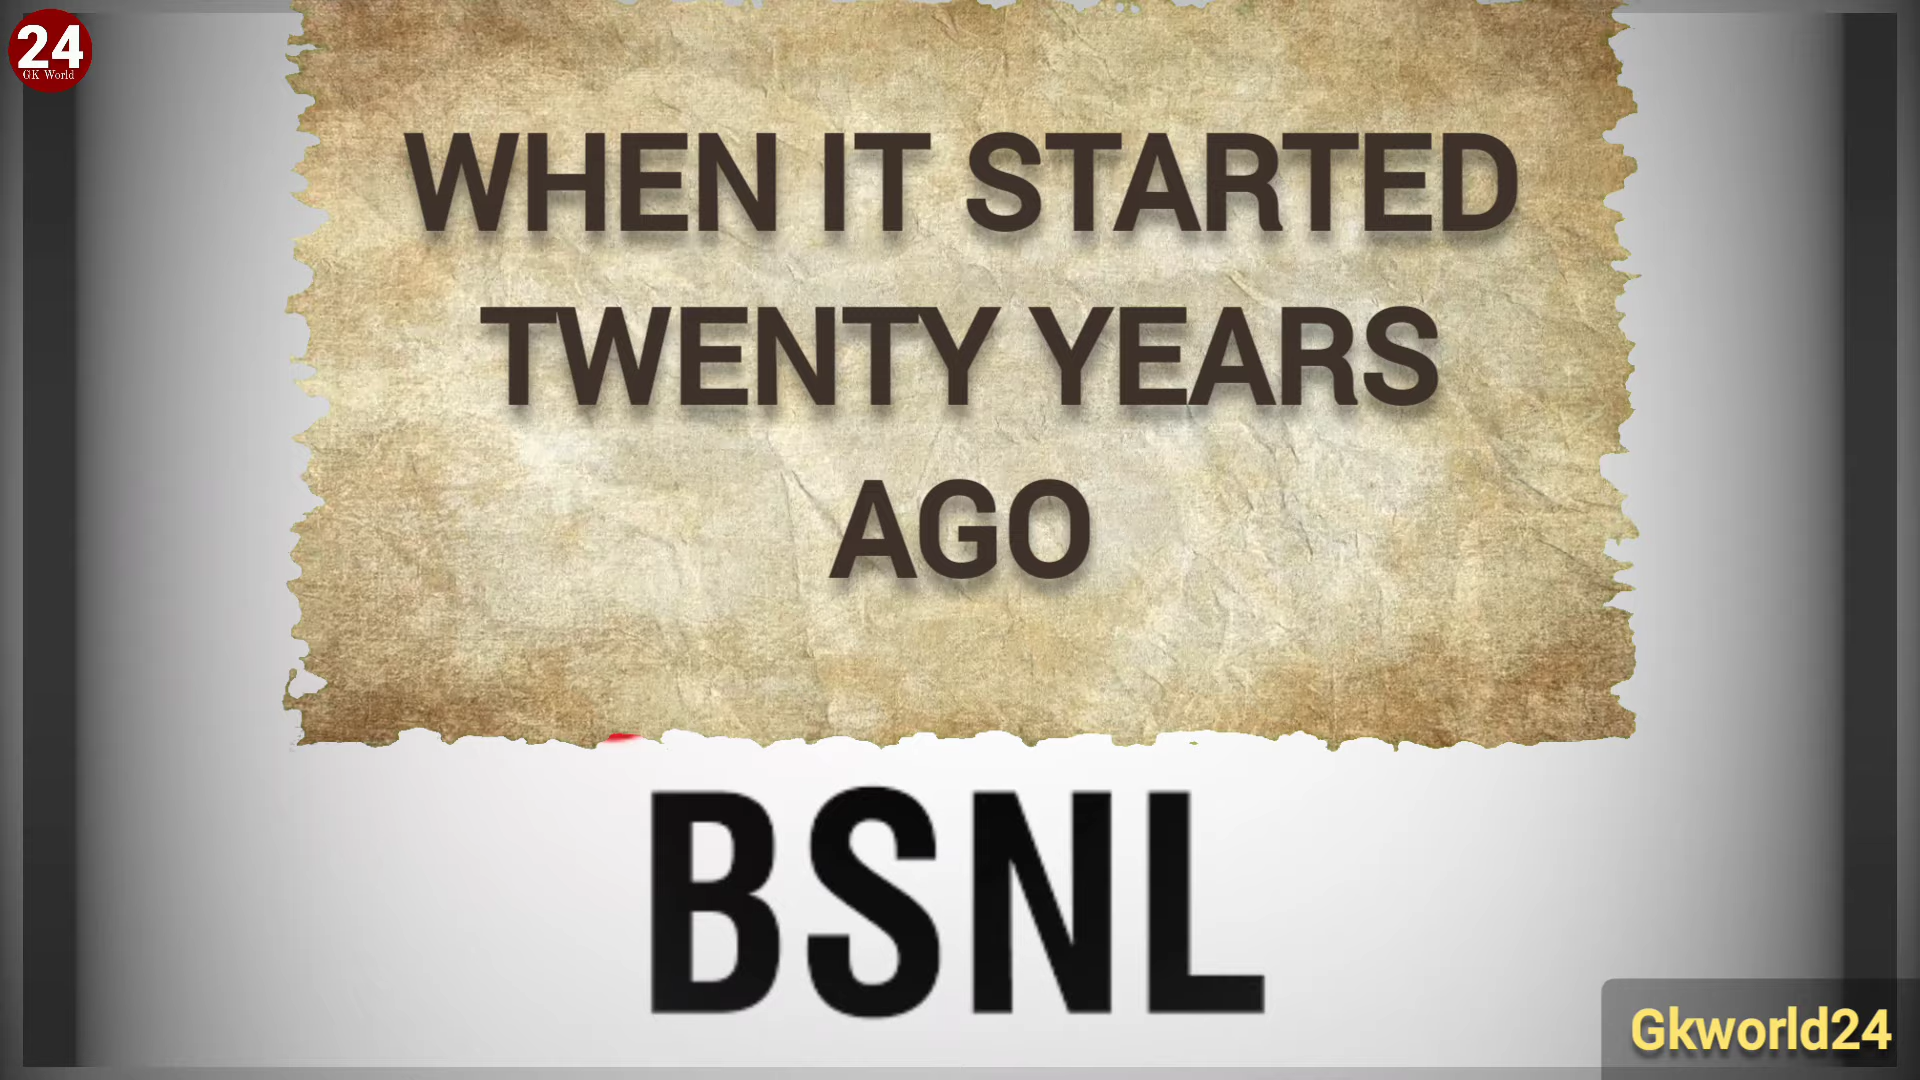 24
GK World
WHEN IT STARTED
TWENTY YEARS
AGO
BSNL
Gkworld24